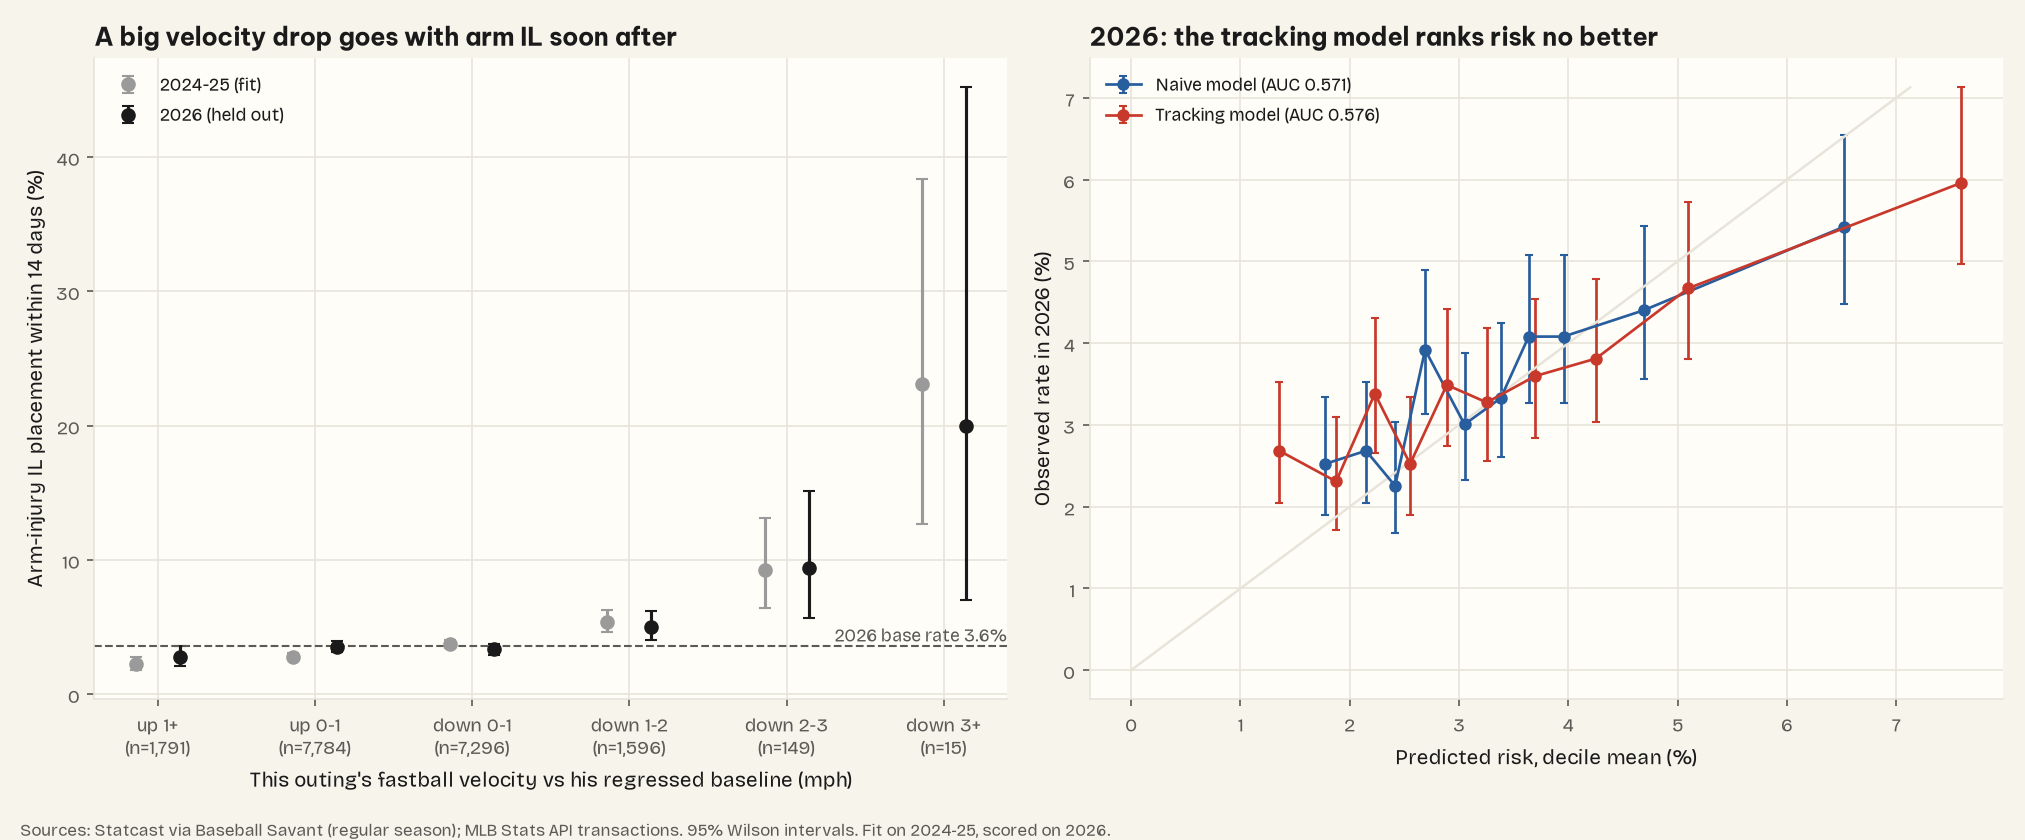 A big velocity drop goes with arm IL soon after
2024-25 (fit)
2026 (held out)
Arm-injury IL placement within 14 days (%)
40
30
20
10
0
2026 base rate 3.6%
up 1+
(n=1,791)
up 0-1
(n=7,784)
down 0-1
(n=7,296)
down 1-2
(n=1,596)
down 2-3
(n=149)
down 3+
(n=15)
This outing's fastball velocity vs his regressed baseline (mph)
2026: the tracking model ranks risk no better
Naive model (AUC 0.571)
Tracking model (AUC 0.576)
Observed rate in 2026 (%)
7
6
5
4
3
2
1
0
0
1
2
3
4
5
6
7
Predicted risk, decile mean (%)
Sources: Statcast via Baseball Savant (regular season); MLB Stats API transactions. 95% Wilson intervals. Fit on 2024-25, scored on 2026.